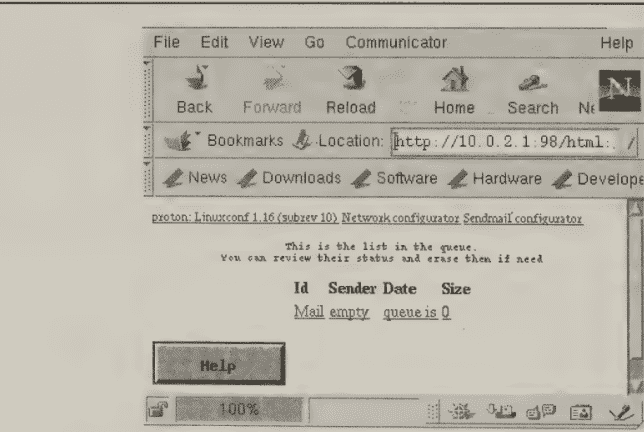 File Edit View Go Communicator Help
N
Back Forward Reload Home Search Ne
Bookmarks Location: http://10.0.2.1:98/html:. /
News Downloads Software Hardware Develope
proton: Linuxconf 1.16 (subrev 10) Network configurator Sendmail configurator
This is the list in the queue.
You can review their status and erase them if need
Id Sender Date Size
Mail empty queue is 0
Help
100%